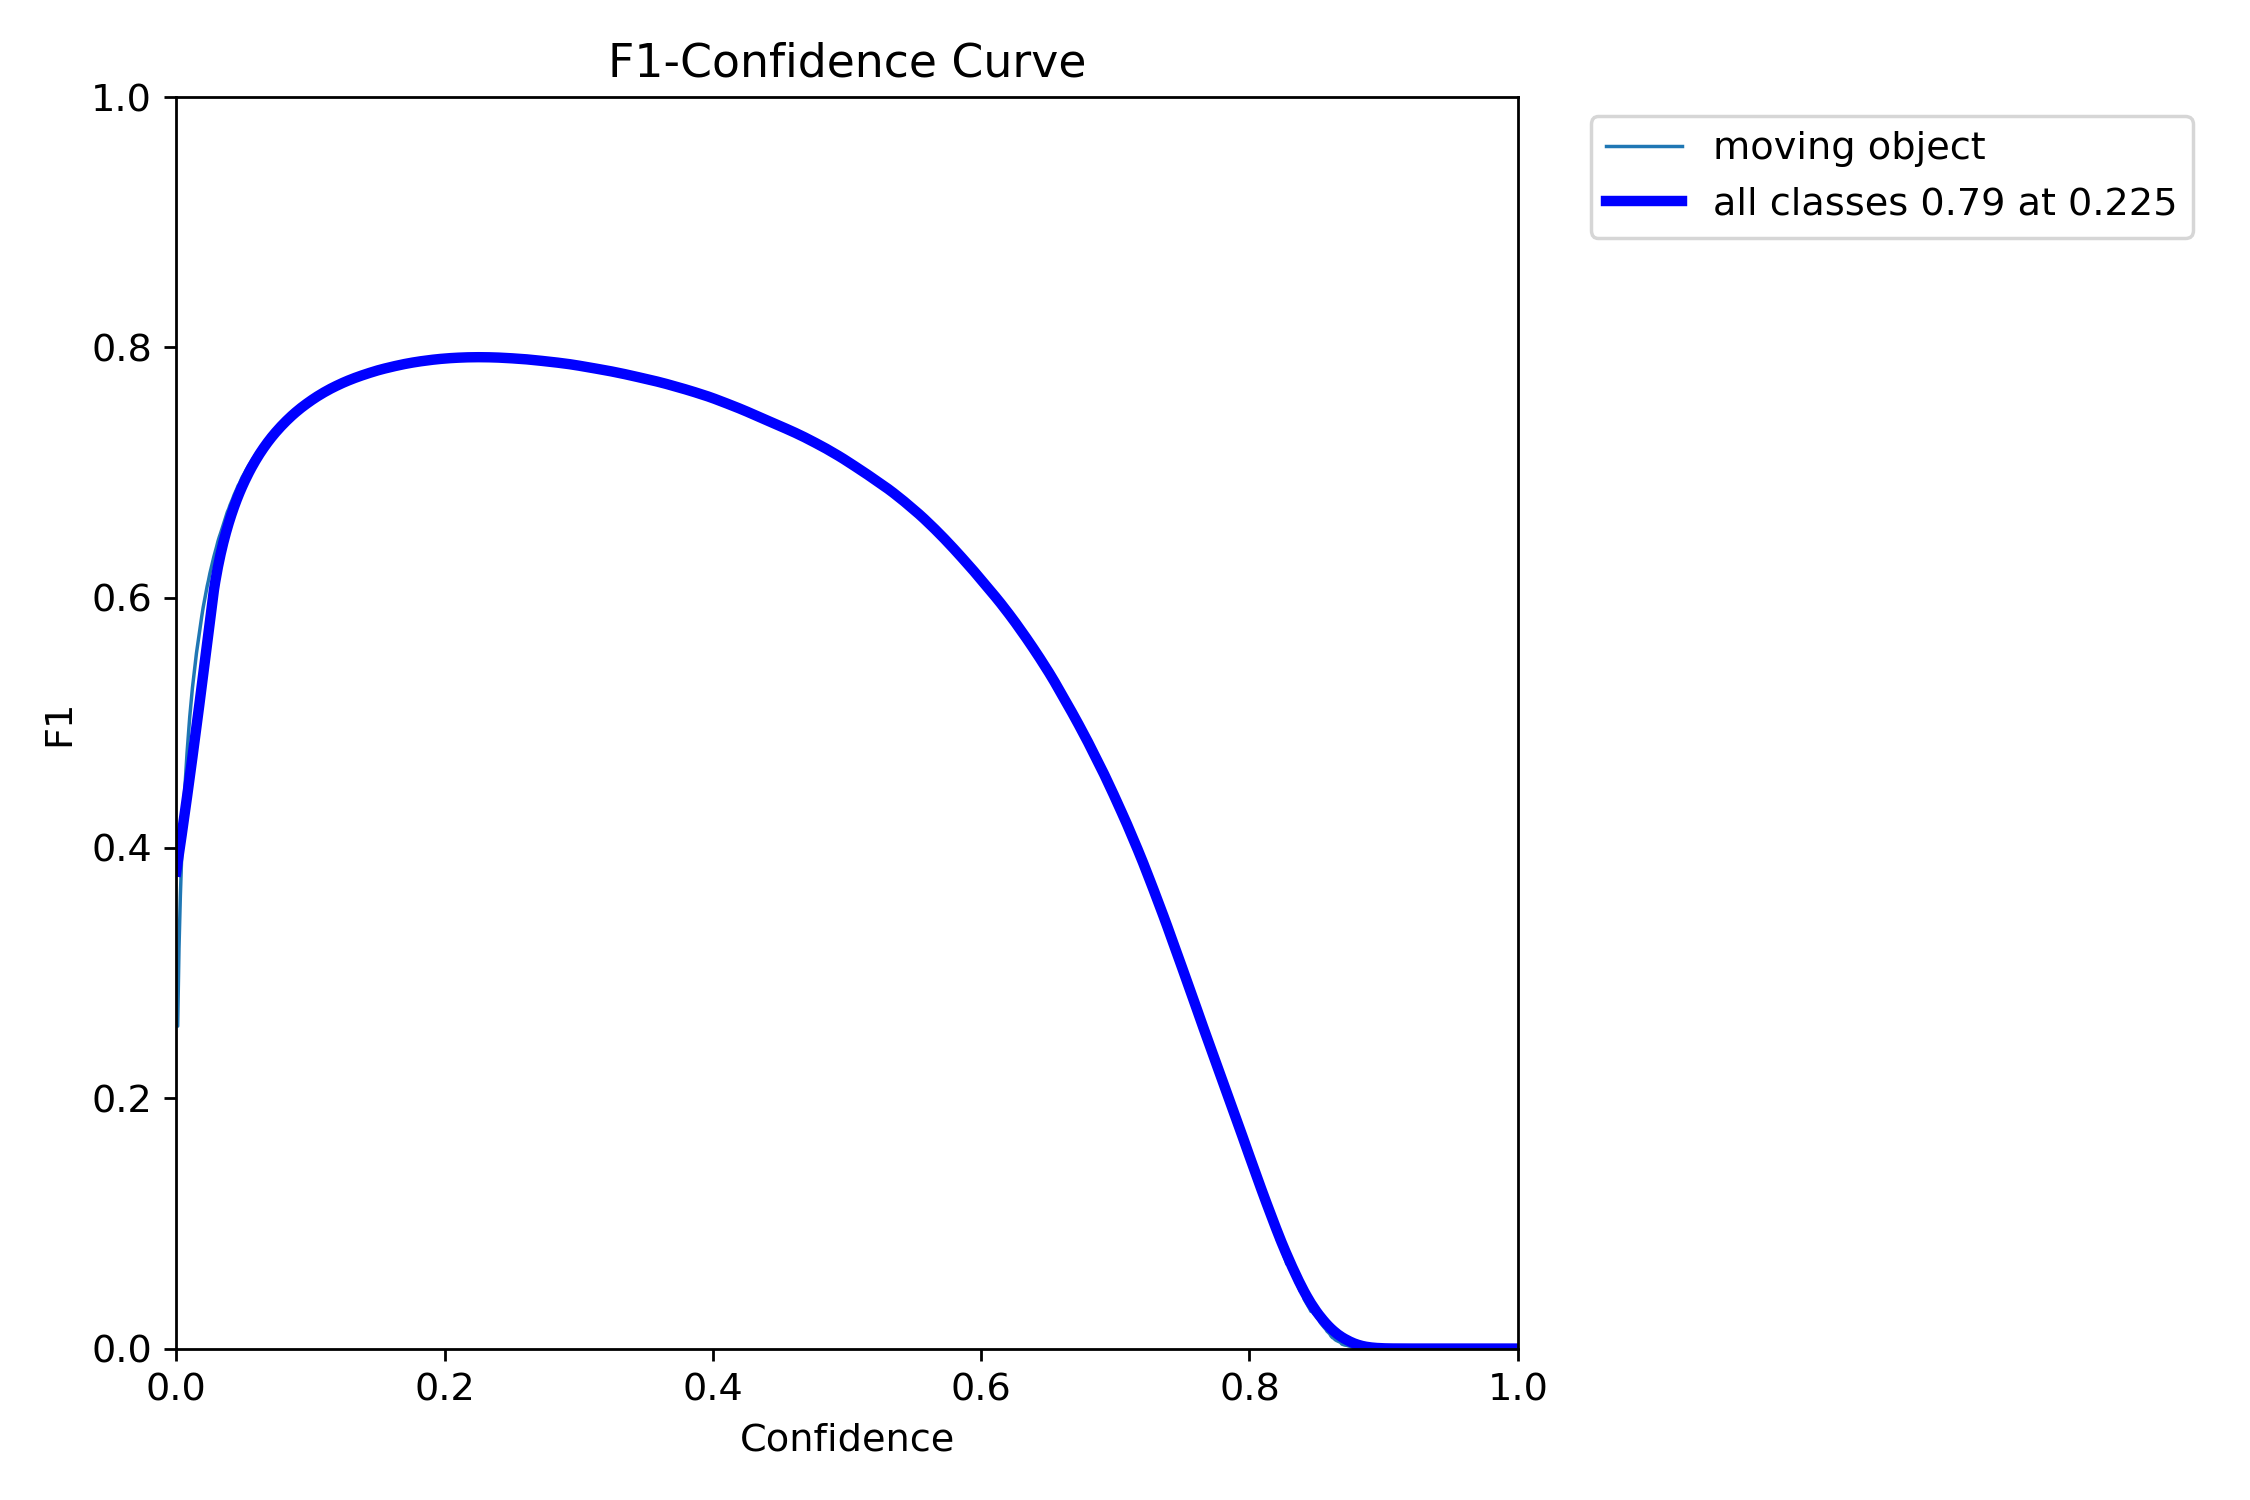 F1-Confidence Curve
1.0
0.8
0.6
0.4
0.2
0.0
F1
0.0 0.2 0.4 0.6 0.8 1.0
Confidence
moving object
all classes 0.79 at 0.225